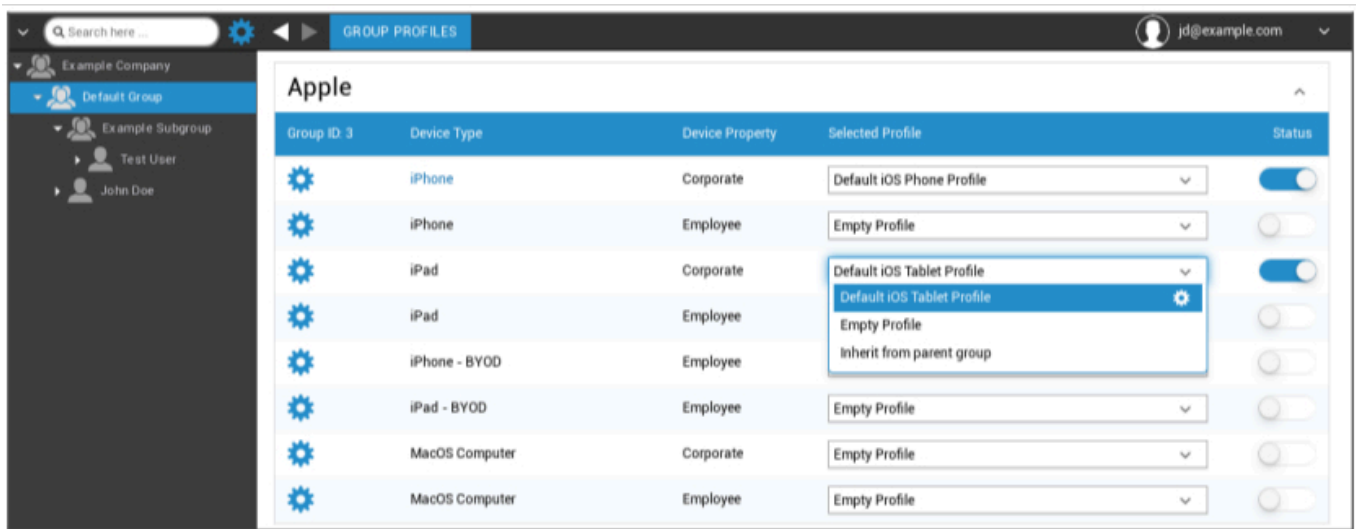 Search here ...
GROUP PROFILES
jd@example.com
Example Company
Default Group
Example Subgroup
Test User
John Doe
Apple
Group ID: 3 Device Type Device Property Selected Profile Status
iPhone Corporate Default iOS Phone Profile
iPhone Employee Empty Profile
iPad Corporate Default iOS Tablet Profile
Default iOS Tablet Profile
iPad Employee Empty Profile
Inherit from parent group
iPhone - BYOD Employee
iPad - BYOD Employee Empty Profile
MacOS Computer Corporate Empty Profile
MacOS Computer Employee Empty Profile